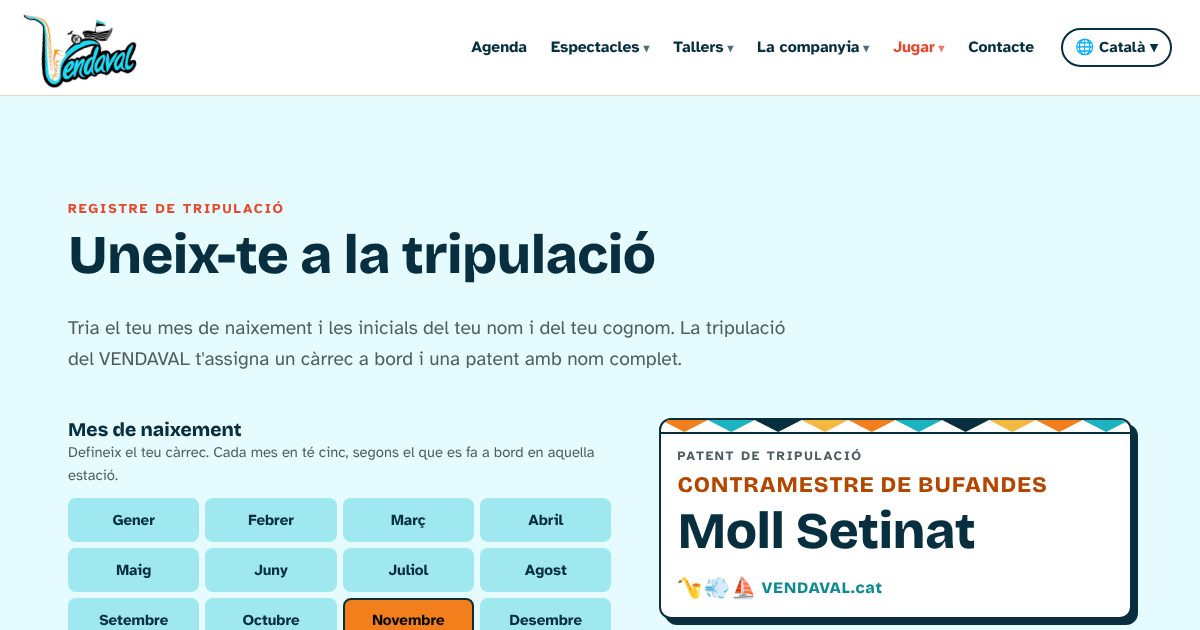 Vendaval
Agenda
Espectacles ▾
Tallers ▾
La companyia ▾
Jugar ▾
Contacte
🌐 Català ▾
REGISTRE DE TRIPULACIÓ
Uneix-te a la tripulació
Tria el teu mes de naixement i les inicials del teu nom i del teu cognom. La tripulació
del VENDAVAL t'assigna un càrrec a bord i una patent amb nom complet.
Mes de naixement
Defineix el teu càrrec. Cada mes en té cinc, segons el que es fa a bord en aquella
estació.
Gener Febrer Març Abril
Maig Juny Juliol Agost
Setembre Octubre Novembre Desembre
PATENT DE TRIPULACIÓ
CONTRAMESTRE DE BUFANDES
Moll Setinat
🎷💨⛵ VENDAVAL.cat